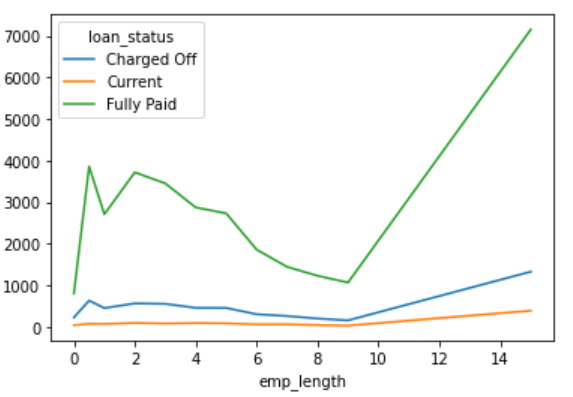 loan_status
Charged Off
Current
Fully Paid
7000
6000
5000
4000
3000
2000
1000
0
0 2 4 6 8 10 12 14
emp_length